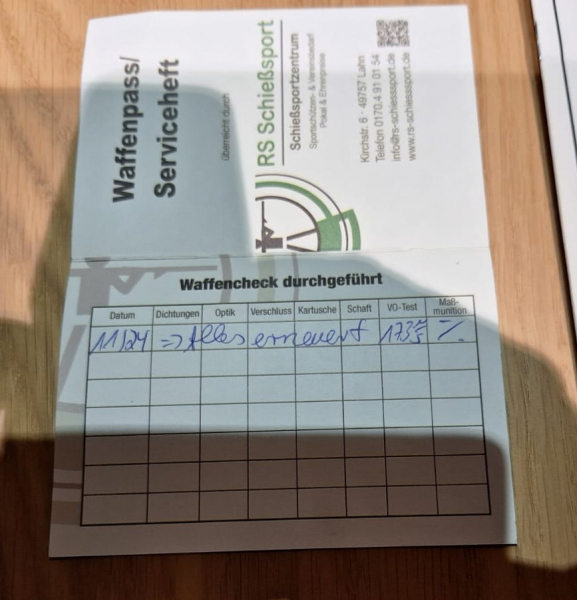 Waffenpass/
Serviceheft
überreicht durch
RS Schießsport
Schießsportzentrum
Sportschützen- & Vereinsbedarf
Pokal & Ehrenpreise
Kirchstr. 6 · 49757 Lahn
Telefon 0170.4 91 01 54
info@rs-schiesssport.de
www.rs-schiesssport.de
Waffencheck durchgeführt
Datum Dichtungen Optik Verschluss Kartusche Schaft VO-Test Maß-
munition
11/24 => Alles erneuert 173 m/s %.